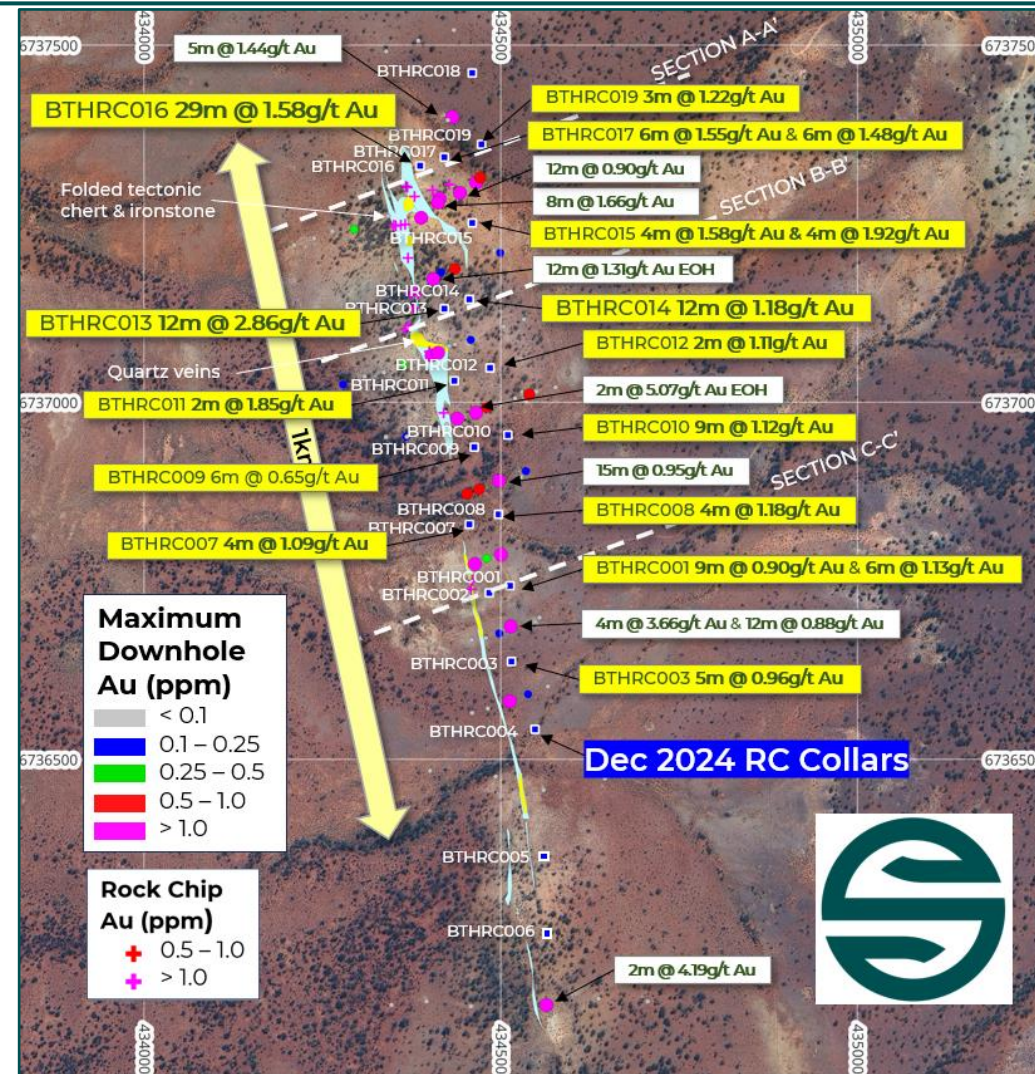 434000
434500
435000
6737500
6737500
5m @ 1.44g/t Au
BTHRC018
SECTION A-A'
BTHRC016 29m @ 1.58g/t Au
BTHRC019 3m @ 1.22g/t Au
BTHRC019
BTHRC017
BTHRC016
BTHRC017 6m @ 1.55g/t Au & 6m @ 1.48g/t Au
12m @ 0.90g/t Au
SECTION B-B'
Folded tectonic
chert & ironstone
8m @ 1.66g/t Au
BTHRC015
BTHRC015 4m @ 1.58g/t Au & 4m @ 1.92g/t Au
12m @ 1.31g/t Au EOH
BTHRC014
BTHRC013
BTHRC013 12m @ 2.86g/t Au
BTHRC014 12m @ 1.18g/t Au
BTHRC012 2m @ 1.11g/t Au
Quartz veins
BTHRC012
BTHRC011
2m @ 5.07g/t Au EOH
6737000
6737000
BTHRC011 2m @ 1.85g/t Au
BTHRC010
BTHRC010 9m @ 1.12g/t Au
1km
BTHRC009
SECTION C-C'
BTHRC009 6m @ 0.65g/t Au
15m @ 0.95g/t Au
BTHRC008
BTHRC007
BTHRC008 4m @ 1.18g/t Au
BTHRC007 4m @ 1.09g/t Au
BTHRC001
BTHRC002
BTHRC001 9m @ 0.90g/t Au & 6m @ 1.13g/t Au
4m @ 3.66g/t Au & 12m @ 0.88g/t Au
BTHRC003
BTHRC003 5m @ 0.96g/t Au
BTHRC004
Dec 2024 RC Collars
6736500
6736500
Maximum
Downhole
Au (ppm)
< 0.1
0.1 – 0.25
0.25 – 0.5
0.5 – 1.0
> 1.0
BTHRC005
Rock Chip
Au (ppm)
0.5 – 1.0
> 1.0
BTHRC006
2m @ 4.19g/t Au
434000
434500
435000